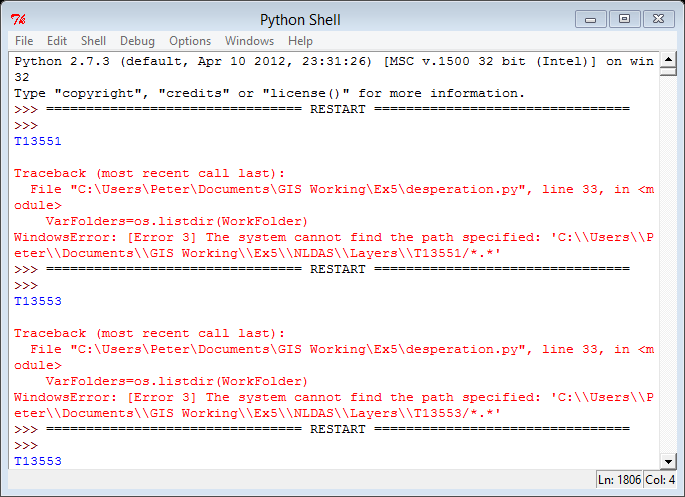 Python Shell
File Edit Shell Debug Options Windows Help
Python 2.7.3 (default, Apr 10 2012, 23:31:26) [MSC v.1500 32 bit (Intel)] on win
32
Type "copyright", "credits" or "license()" for more information.
>>> ================================ RESTART ================================
>>>
T13551
Traceback (most recent call last):
  File "C:\Users\Peter\Documents\GIS Working\Ex5\desperation.py", line 33, in <m
odule>
    VarFolders=os.listdir(WorkFolder)
WindowsError: [Error 3] The system cannot find the path specified: 'C:\\Users\\P
eter\\Documents\\GIS Working\\Ex5\\NLDAS\\Layers\\T13551/*.*'
>>> ================================ RESTART ================================
>>>
T13553
Traceback (most recent call last):
  File "C:\Users\Peter\Documents\GIS Working\Ex5\desperation.py", line 33, in <m
odule>
    VarFolders=os.listdir(WorkFolder)
WindowsError: [Error 3] The system cannot find the path specified: 'C:\\Users\\P
eter\\Documents\\GIS Working\\Ex5\\NLDAS\\Layers\\T13553/*.*'
>>> ================================ RESTART ================================
>>>
T13553
Ln: 1806 Col: 4